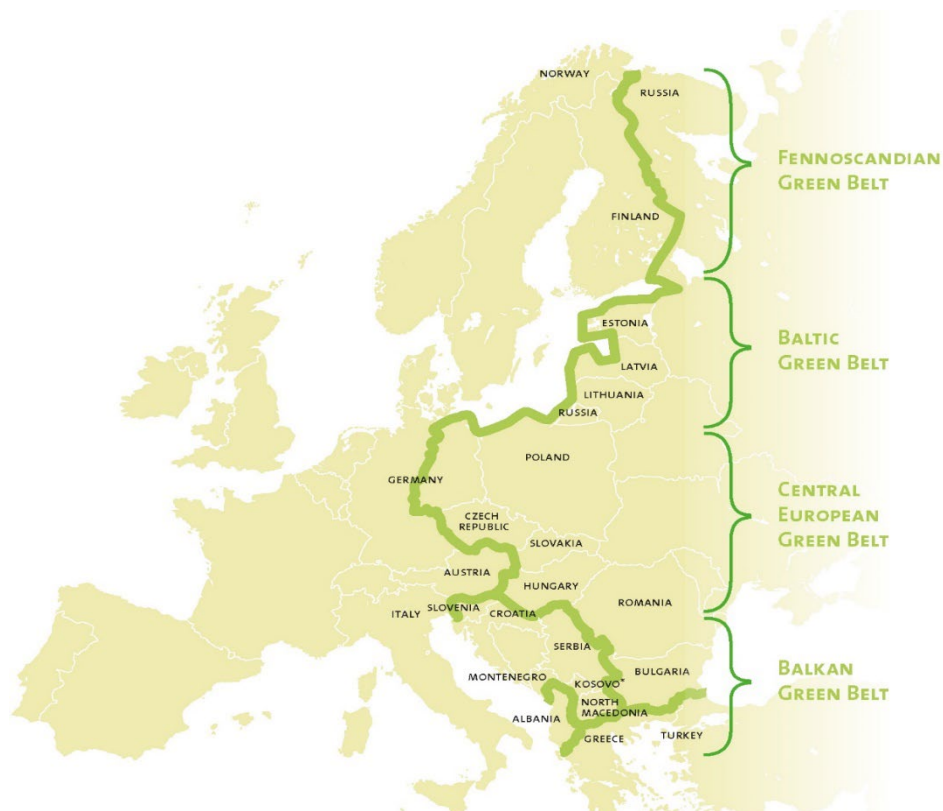 NORWAY
RUSSIA
FENNOSCANDIAN
GREEN BELT
FINLAND
ESTONIA
BALTIC
GREEN BELT
LATVIA
LITHUANIA
RUSSIA
POLAND
GERMANY
CENTRAL
EUROPEAN
GREEN BELT
CZECH
REPUBLIC
SLOVAKIA
AUSTRIA
HUNGARY
ROMANIA
ITALY
SLOVENIA
CROATIA
SERBIA
BULGARIA
BALKAN
GREEN BELT
MONTENEGRO
KOSOVO*
NORTH
MACEDONIA
ALBANIA
GREECE
TURKEY